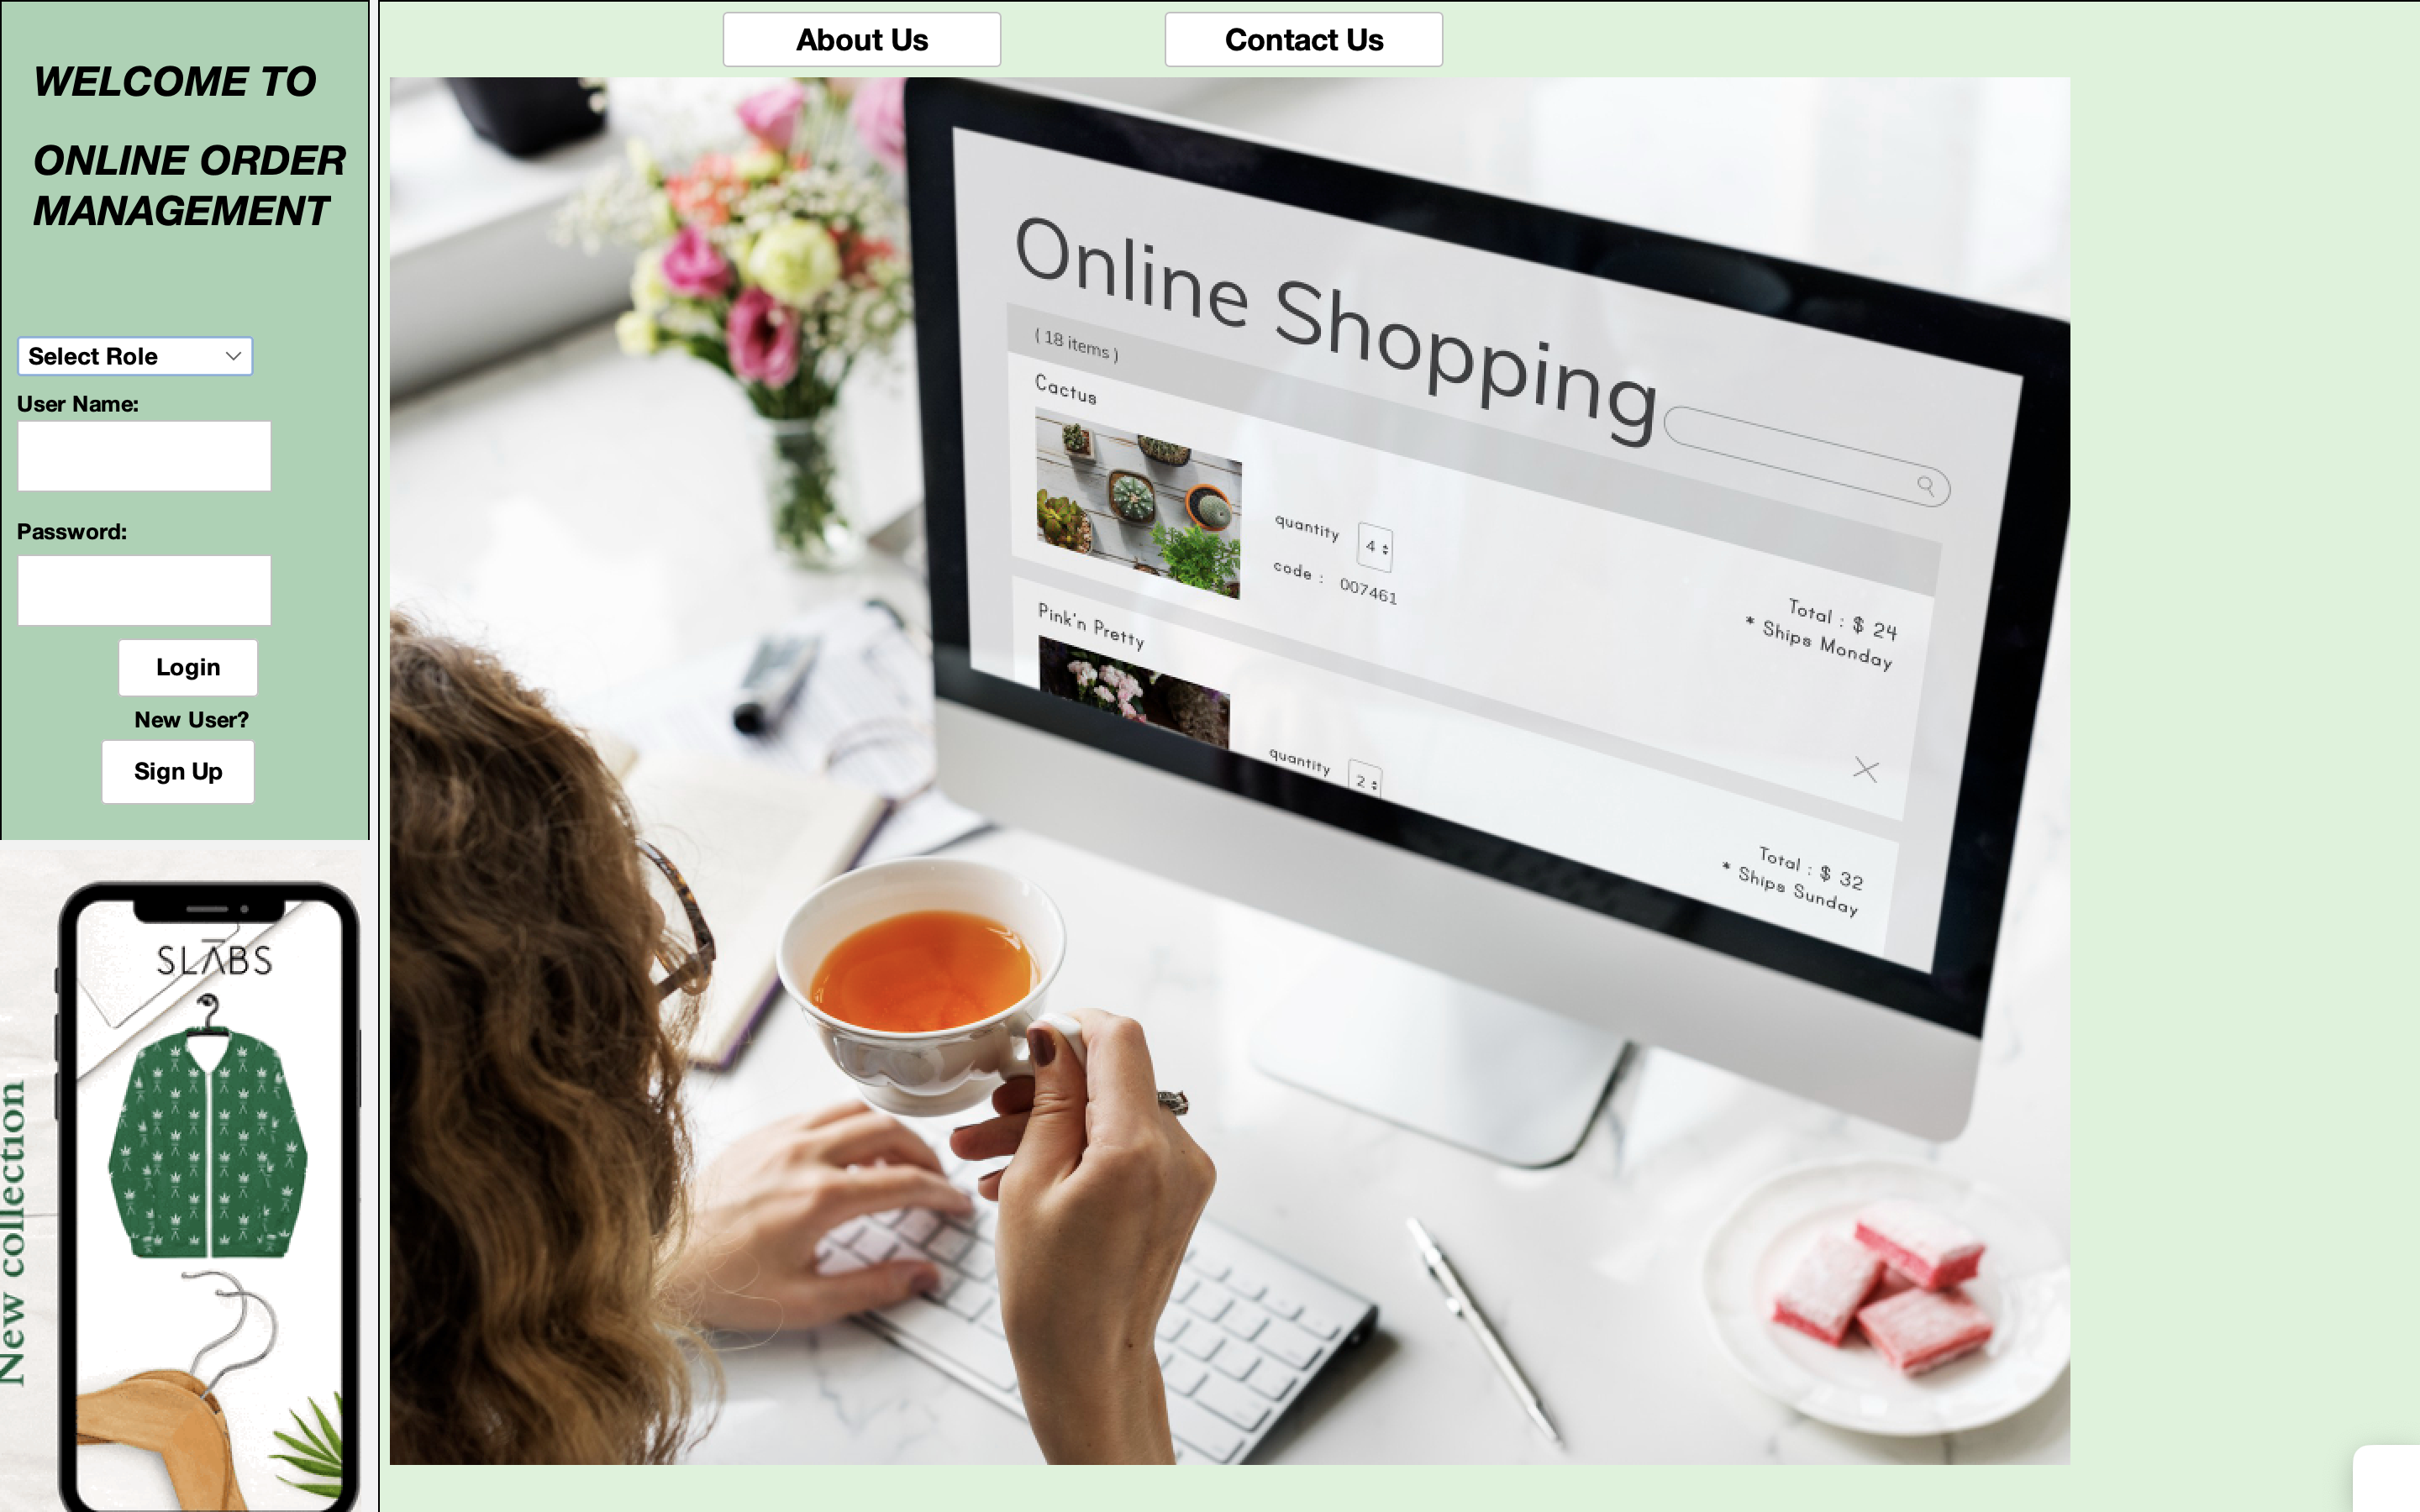 WELCOME TO
ONLINE ORDER
MANAGEMENT
Select Role
User Name:
Password:
Login
New User?
Sign Up
New collection
SLABS
About Us
Contact Us
Online Shopping
( 18 items )
Cactus
quantity 4
code : 007461
Total : $ 24
* Ships Monday
Pink'n Pretty
quantity 2
Total : $ 32
* Ships Sunday